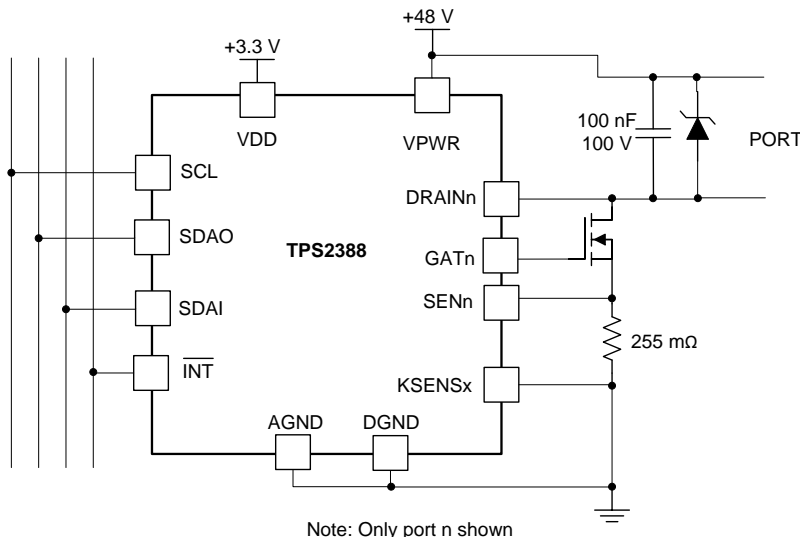 +48 V
+3.3 V
VDD
VPWR
100 nF
100 V
PORT
SCL
DRAINn
SDAO
TPS2388
GATn
SDAI
SENn
255 mΩ
INT
KSENSx
AGND
DGND
Note: Only port n shown